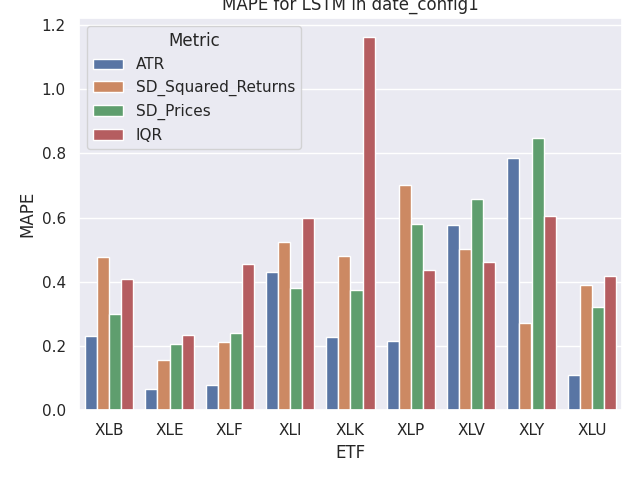 MAPE for LSTM in date_config1
1.2
1.0
0.8
0.6
0.4
0.2
0.0
MAPE
Metric
ATR
SD_Squared_Returns
SD_Prices
IQR
XLB XLE XLF XLI XLK XLP XLV XLY XLU
ETF